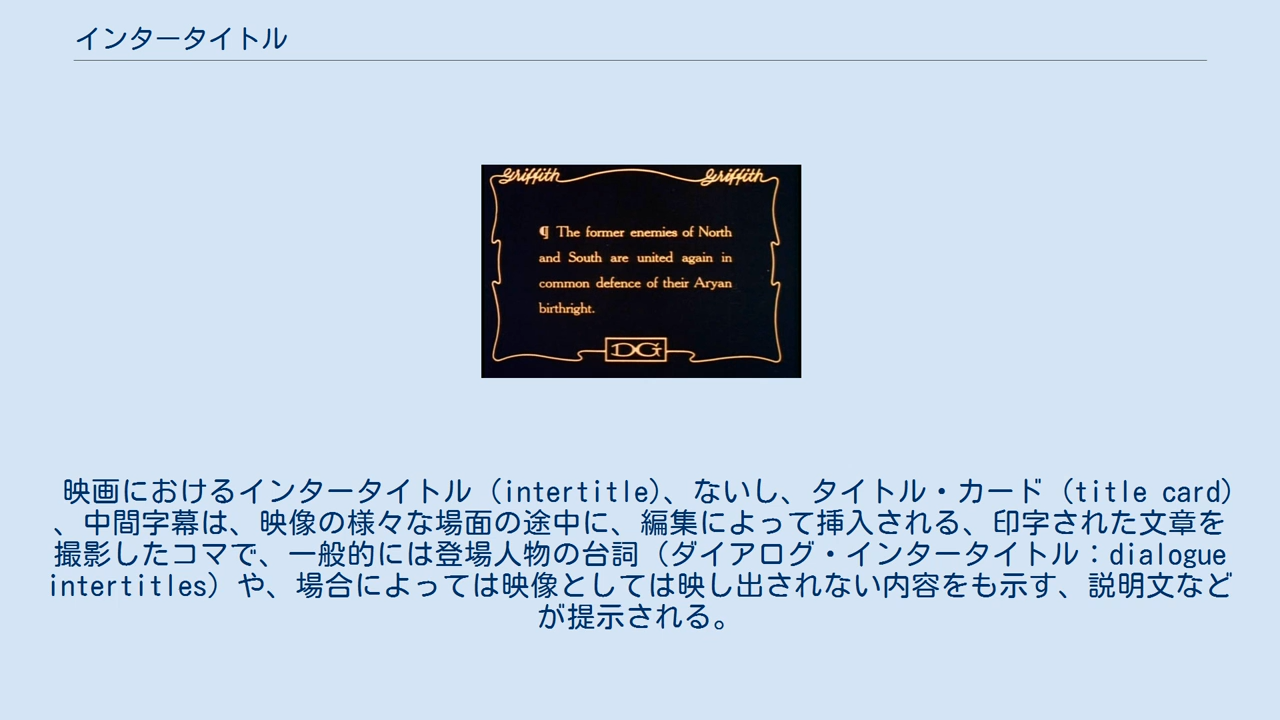 インタータイトル
Griffith Griffith
¶ The former enemies of North
and South are united again in
common defence of their Aryan
birthright.
DG
映画におけるインタータイトル（intertitle）、ないし、タイトル・カード（title card）
、中間字幕は、映像の様々な場面の途中に、編集によって挿入される、印字された文章を
撮影したコマで、一般的には登場人物の台詞（ダイアログ・インタータイトル：dialogue
intertitles）や、場合によっては映像としては映し出されない内容をも示す、説明文など
が提示される。